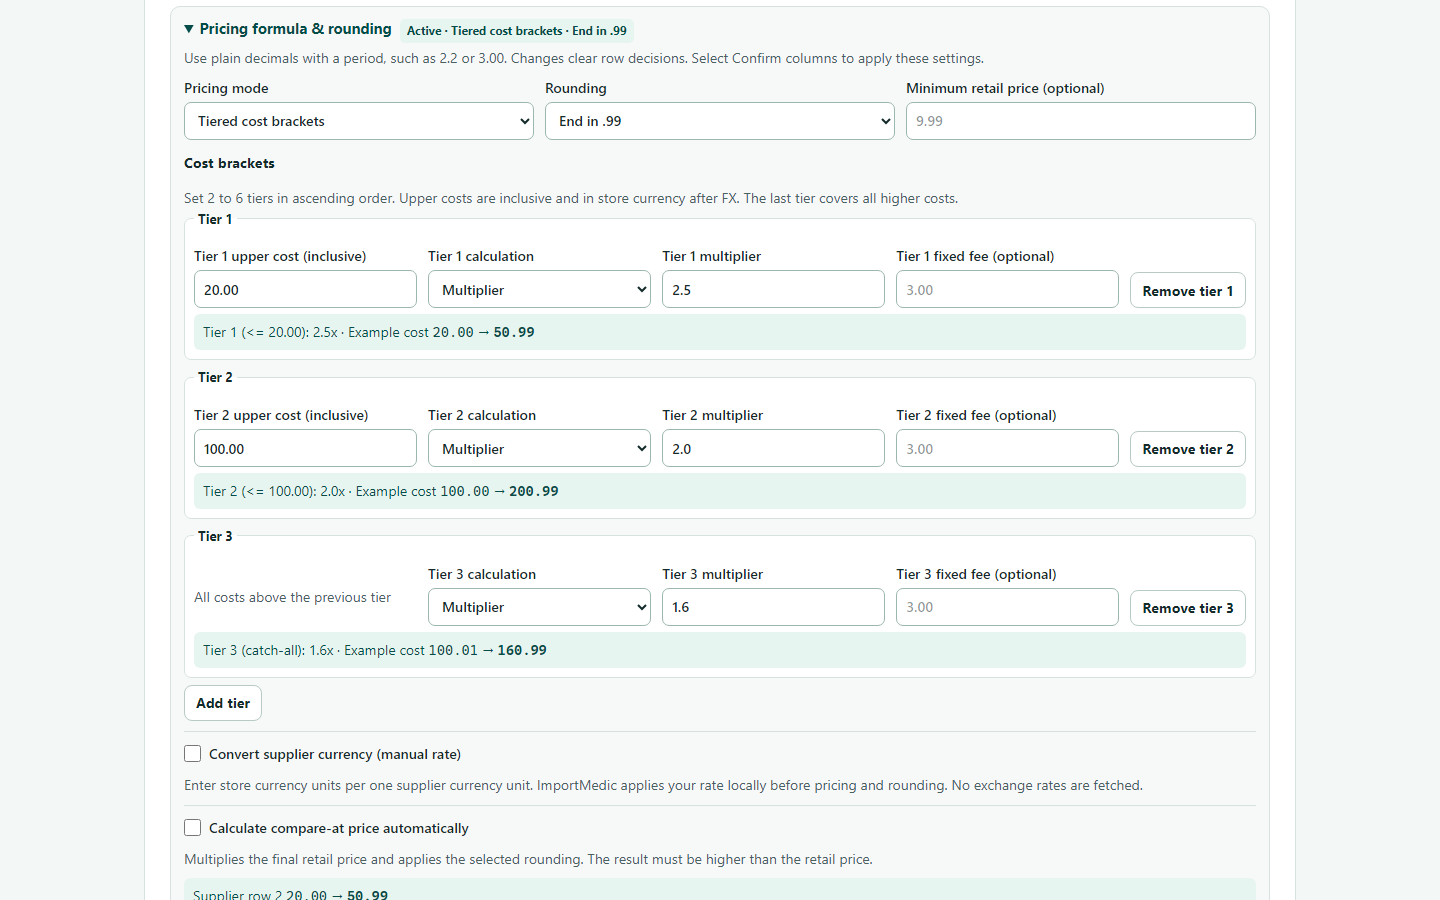 ▼ Pricing formula & rounding Active · Tiered cost brackets · End in .99
Use plain decimals with a period, such as 2.2 or 3.00. Changes clear row decisions. Select Confirm columns to apply these settings.
Pricing mode Rounding Minimum retail price (optional)
Tiered cost brackets End in .99 9.99
Cost brackets
Set 2 to 6 tiers in ascending order. Upper costs are inclusive and in store currency after FX. The last tier covers all higher costs.
Tier 1
Tier 1 upper cost (inclusive) Tier 1 calculation Tier 1 multiplier Tier 1 fixed fee (optional)
20.00 Multiplier 2.5 3.00 Remove tier 1
Tier 1 (<= 20.00): 2.5x · Example cost 20.00 → 50.99
Tier 2
Tier 2 upper cost (inclusive) Tier 2 calculation Tier 2 multiplier Tier 2 fixed fee (optional)
100.00 Multiplier 2.0 3.00 Remove tier 2
Tier 2 (<= 100.00): 2.0x · Example cost 100.00 → 200.99
Tier 3
Tier 3 calculation Tier 3 multiplier Tier 3 fixed fee (optional)
All costs above the previous tier Multiplier 1.6 3.00 Remove tier 3
Tier 3 (catch-all): 1.6x · Example cost 100.01 → 160.99
Add tier
Convert supplier currency (manual rate)
Enter store currency units per one supplier currency unit. ImportMedic applies your rate locally before pricing and rounding. No exchange rates are fetched.
Calculate compare-at price automatically
Multiplies the final retail price and applies the selected rounding. The result must be higher than the retail price.
Supplier row 2 20.00 → 50.99